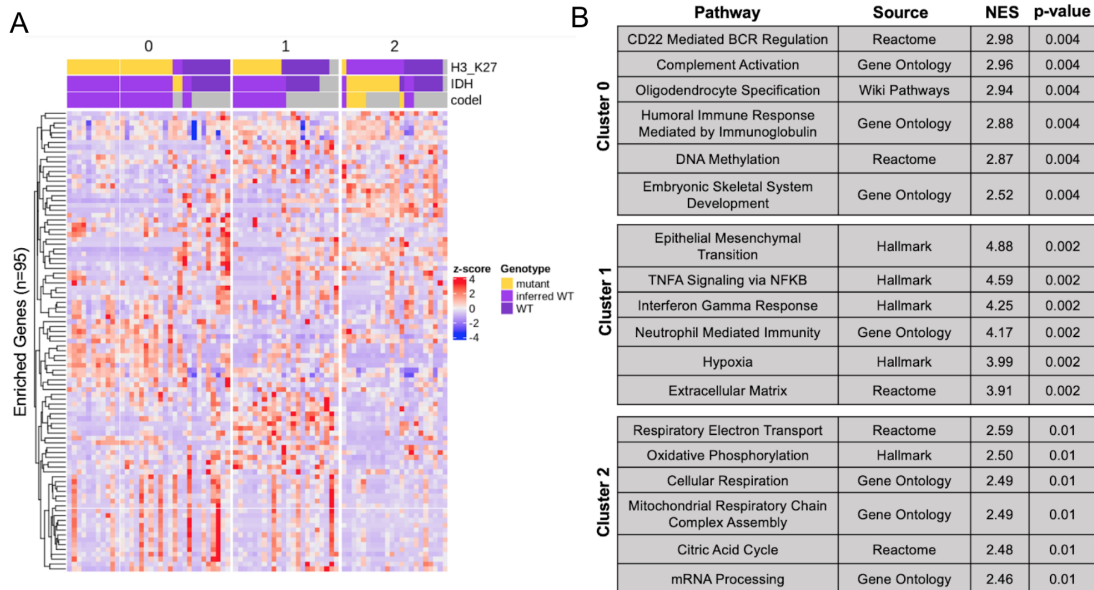 A
0 1 2
H3_K27
IDH
codel
Enriched Genes (n=95)
z-score
4
2
0
-2
-4
Genotype
mutant
inferred WT
WT
B
Pathway Source NES p-value
Cluster 0
CD22 Mediated BCR Regulation Reactome 2.98 0.004
Complement Activation Gene Ontology 2.96 0.004
Oligodendrocyte Specification Wiki Pathways 2.94 0.004
Humoral Immune Response
Mediated by Immunoglobulin Gene Ontology 2.88 0.004
DNA Methylation Reactome 2.87 0.004
Embryonic Skeletal System
Development Gene Ontology 2.52 0.004
Cluster 1
Epithelial Mesenchymal
Transition Hallmark 4.88 0.002
TNFA Signaling via NFKB Hallmark 4.59 0.002
Interferon Gamma Response Hallmark 4.25 0.002
Neutrophil Mediated Immunity Gene Ontology 4.17 0.002
Hypoxia Hallmark 3.99 0.002
Extracellular Matrix Reactome 3.91 0.002
Cluster 2
Respiratory Electron Transport Reactome 2.59 0.01
Oxidative Phosphorylation Hallmark 2.50 0.01
Cellular Respiration Gene Ontology 2.49 0.01
Mitochondrial Respiratory Chain
Complex Assembly Gene Ontology 2.49 0.01
Citric Acid Cycle Reactome 2.48 0.01
mRNA Processing Gene Ontology 2.46 0.01